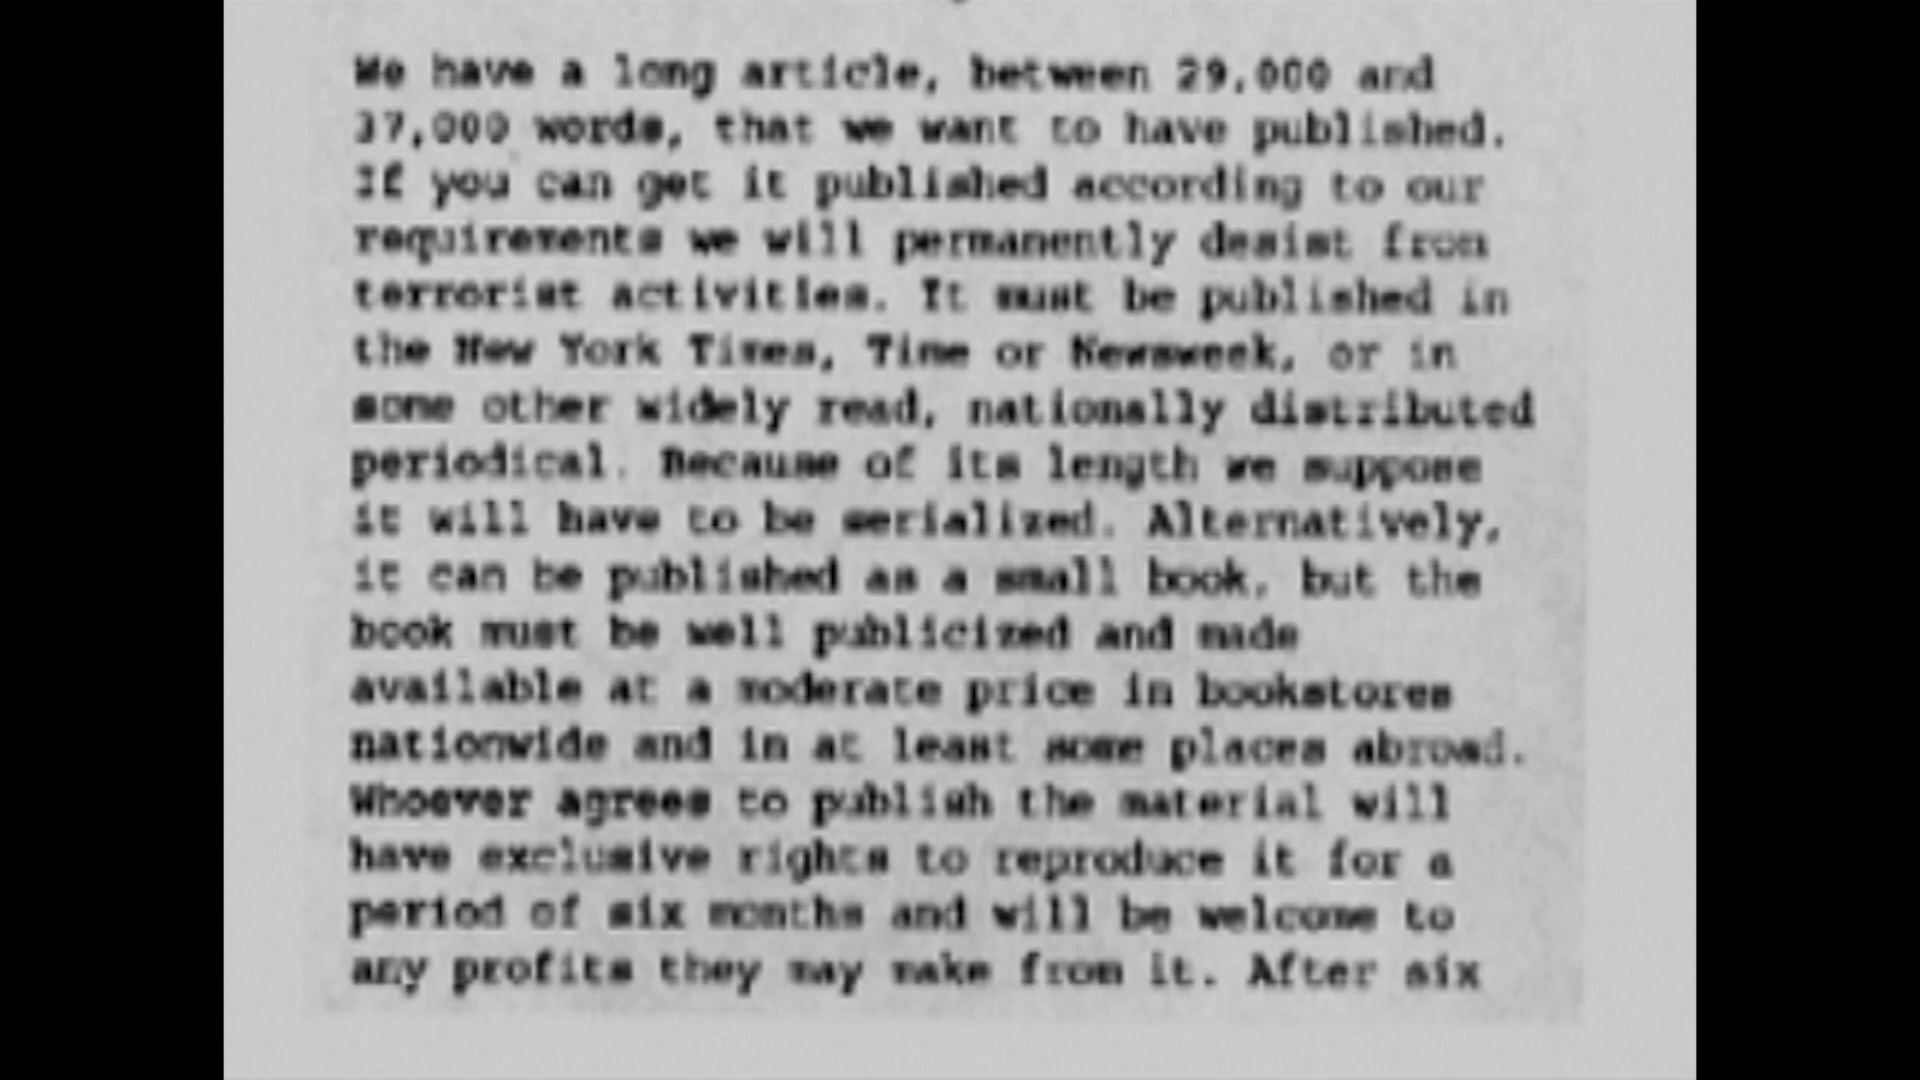 We have a long article, between 29,000 and
37,000 words, that we want to have published.
If you can get it published according to our
requirements we will permanently desist from
terrorist activities. It must be published in
the New York Times, Time or Newsweek, or in
some other widely read, nationally distributed
periodical. Because of its length we suppose
it will have to be serialized. Alternatively,
it can be published as a small book, but the
book must be well publicized and made
available at a moderate price in bookstores
nationwide and in at least some places abroad.
Whoever agrees to publish the material will
have exclusive rights to reproduce it for a
period of six months and will be welcome to
any profits they may make from it. After six